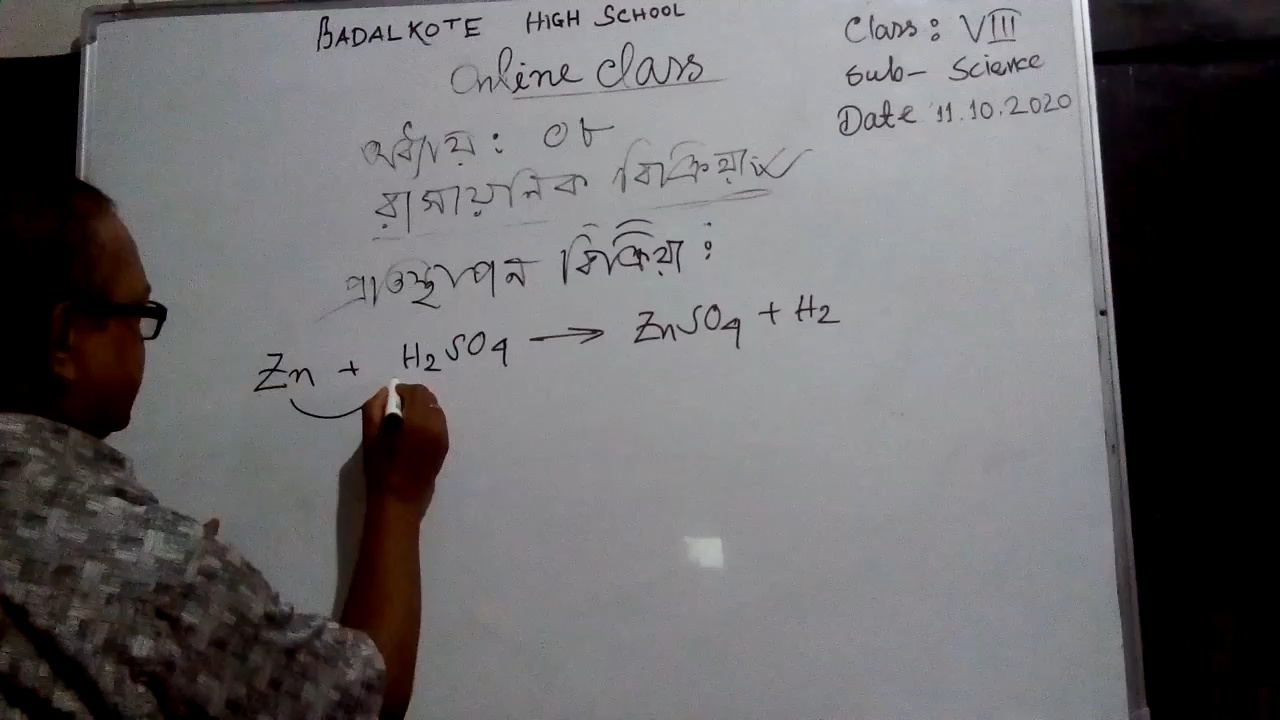 BADALKOTE HIGH SCHOOL
Online class
Class: VIII
Sub- Science
Date 11.10.2020
অধ্যায়: ০৮
রাসায়নিক বিক্রিয়া
প্রতিস্থাপন বিক্রিয়া:
Zn + H2SO4 → ZnSO4 + H2